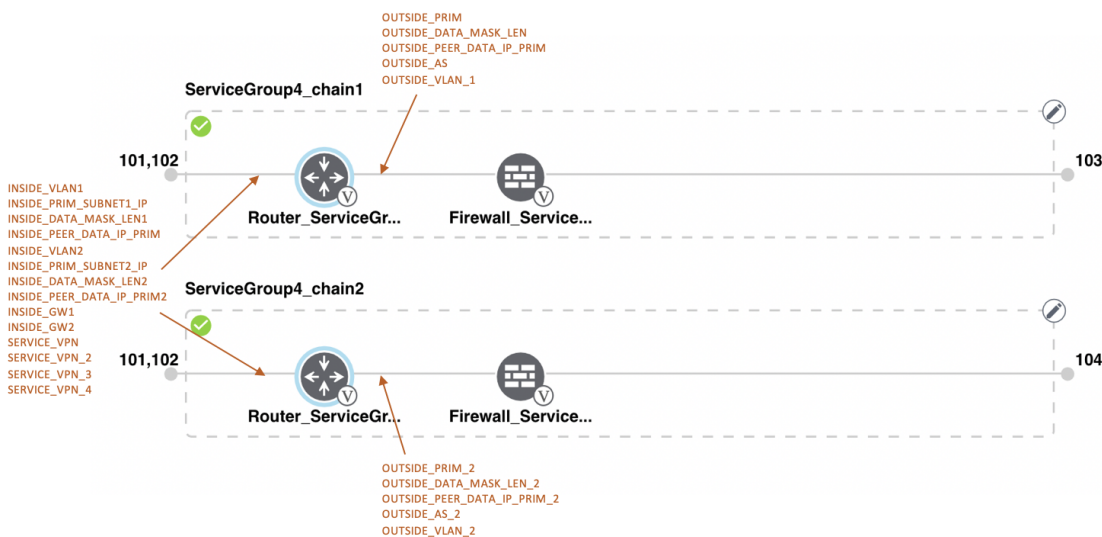 OUTSIDE_PRIM
OUTSIDE_DATA_MASK_LEN
OUTSIDE_PEER_DATA_IP_PRIM
OUTSIDE_AS
OUTSIDE_VLAN_1
ServiceGroup4_chain1
101,102
103
V
V
Router_ServiceGr...
Firewall_Service...
INSIDE_VLAN1
INSIDE_PRIM_SUBNET1_IP
INSIDE_DATA_MASK_LEN1
INSIDE_PEER_DATA_IP_PRIM
INSIDE_VLAN2
INSIDE_PRIM_SUBNET2_IP
INSIDE_DATA_MASK_LEN2
INSIDE_PEER_DATA_IP_PRIM2
INSIDE_GW1
INSIDE_GW2
SERVICE_VPN
SERVICE_VPN_2
SERVICE_VPN_3
SERVICE_VPN_4
ServiceGroup4_chain2
101,102
104
V
V
Router_ServiceGr...
Firewall_Service...
OUTSIDE_PRIM_2
OUTSIDE_DATA_MASK_LEN_2
OUTSIDE_PEER_DATA_IP_PRIM_2
OUTSIDE_AS_2
OUTSIDE_VLAN_2